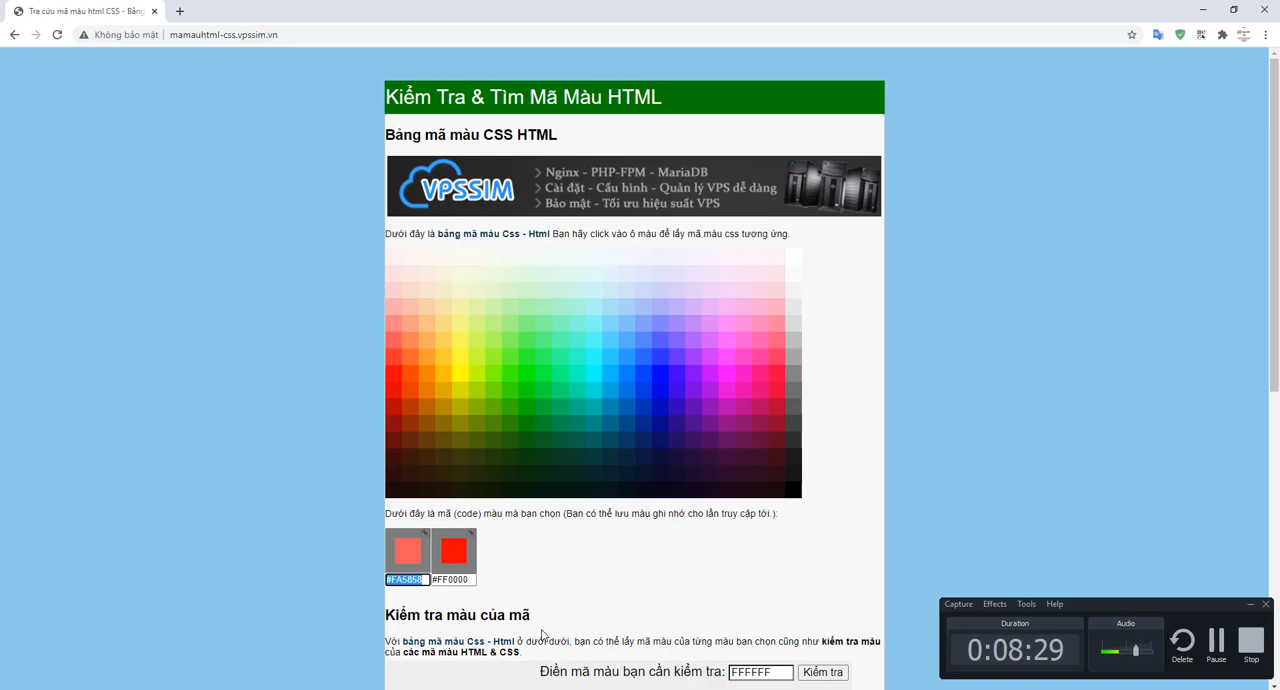 Tra cứu mã màu html CSS - Bảng
Không bảo mật | mamauhtml-css.vpssim.vn
Kiểm Tra & Tìm Mã Màu HTML
Bảng mã màu CSS HTML
VPSSIM
Nginx - PHP-FPM - MariaDB
Cài đặt - Cấu hình - Quản lý VPS dễ dàng
Bảo mật - Tối ưu hiệu suất VPS
Dưới đây là bảng mã màu Css - Html Bạn hãy click vào ô màu để lấy mã màu css tương ứng.
Dưới đây là mã (code) màu mà bạn chọn (Bạn có thể lưu màu ghi nhớ cho lần truy cập tới.):
#FA5858 #FF0000
Kiểm tra màu của mã
Với bảng mã màu Css - Html ở dưới dưới, bạn có thể lấy mã màu của từng màu bạn chọn cũng như kiểm tra màu
của các mã màu HTML & CSS.
Điền mã màu bạn cần kiểm tra: FFFFFF Kiểm tra
Capture Effects Tools Help
Duration Audio
0:08:29
Delete Pause Stop